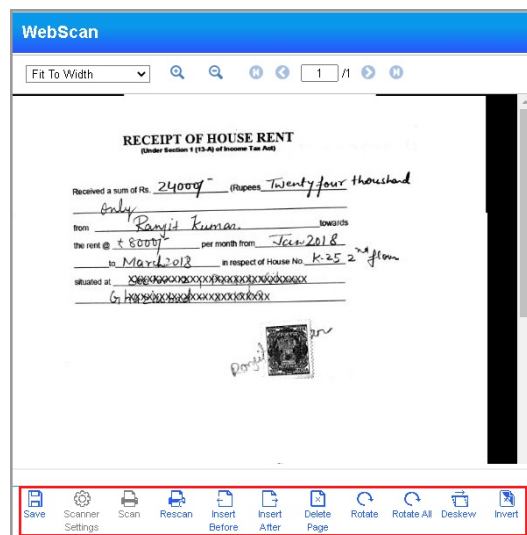 WebScan
Fit To Width 1 /1
RECEIPT OF HOUSE RENT
(Under Section 1 (13-A) of Income Tax Act)
Received a sum of Rs. 24000/- (Rupees Twenty four thoushand
only
from Ranjit Kumar. towards
the rent @ ₹ 8000/- per month from Jan 2018
to March 2018 in respect of House No. K-25 2nd floor
situated at XXXXXXXXXXXXXXXXXXXXXX
Ranjit
Save Scanner Settings Scan Rescan Insert Before Insert After Delete Page Rotate Rotate All Deskew Invert